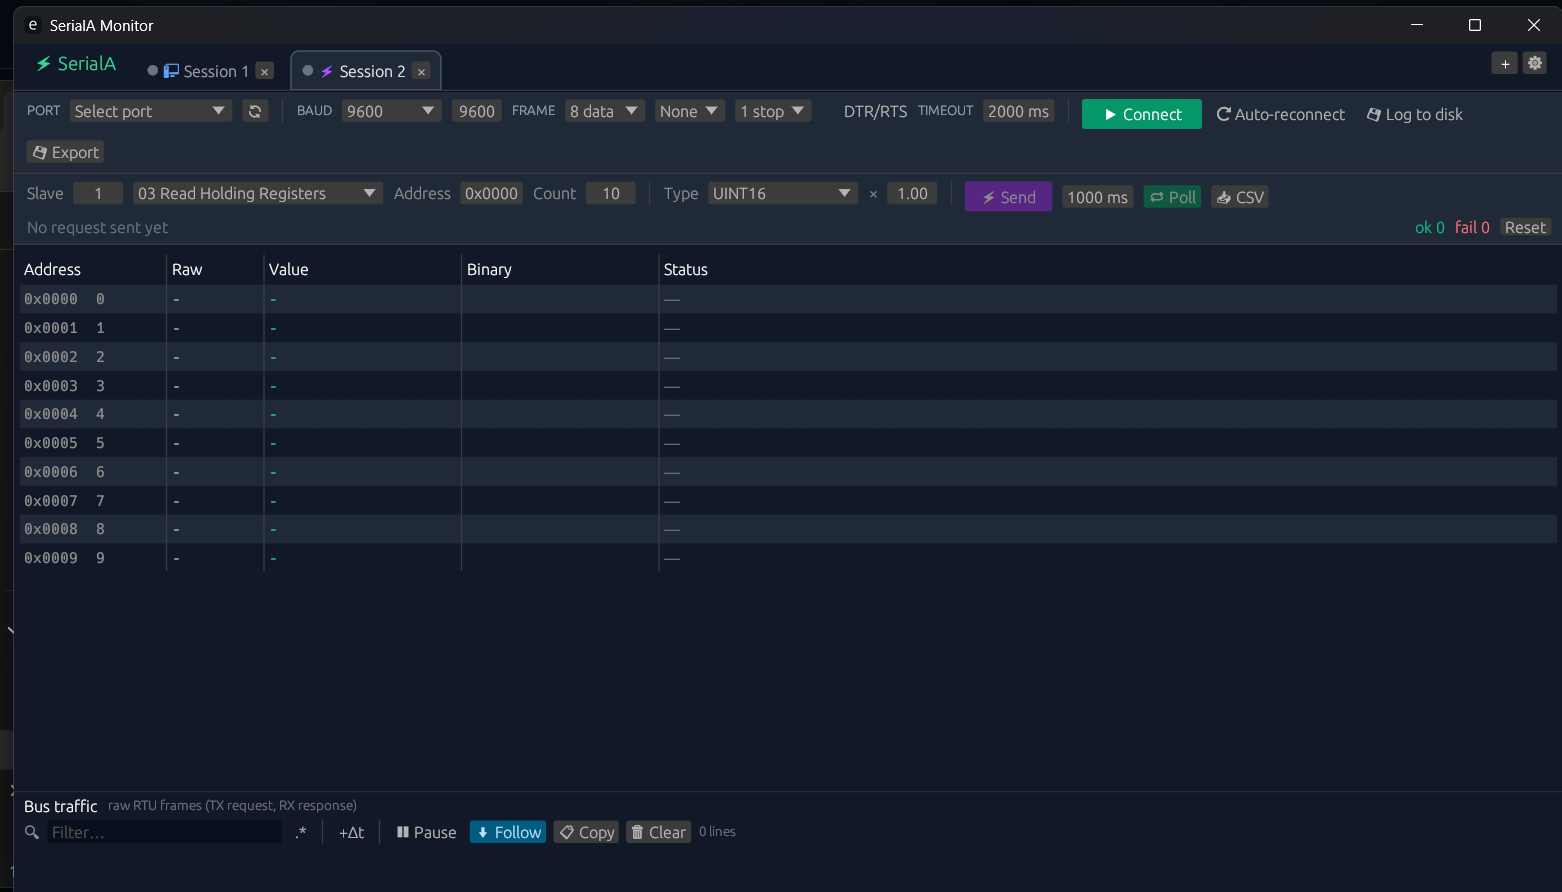 e SerialA Monitor
SerialA Session 1 × Session 2 × +
PORT Select port BAUD 9600 9600 FRAME 8 data None 1 stop DTR/RTS TIMEOUT 2000 ms Connect Auto-reconnect Log to disk
Export
Slave 1 03 Read Holding Registers Address 0x0000 Count 10 Type UINT16 × 1.00 Send 1000 ms Poll CSV
No request sent yet ok 0 fail 0 Reset
Address Raw Value Binary Status
0x0000 0 - - —
0x0001 1 - - —
0x0002 2 - - —
0x0003 3 - - —
0x0004 4 - - —
0x0005 5 - - —
0x0006 6 - - —
0x0007 7 - - —
0x0008 8 - - —
0x0009 9 - - —
Bus traffic raw RTU frames (TX request, RX response)
Filter... .* +Δt Pause Follow Copy Clear 0 lines